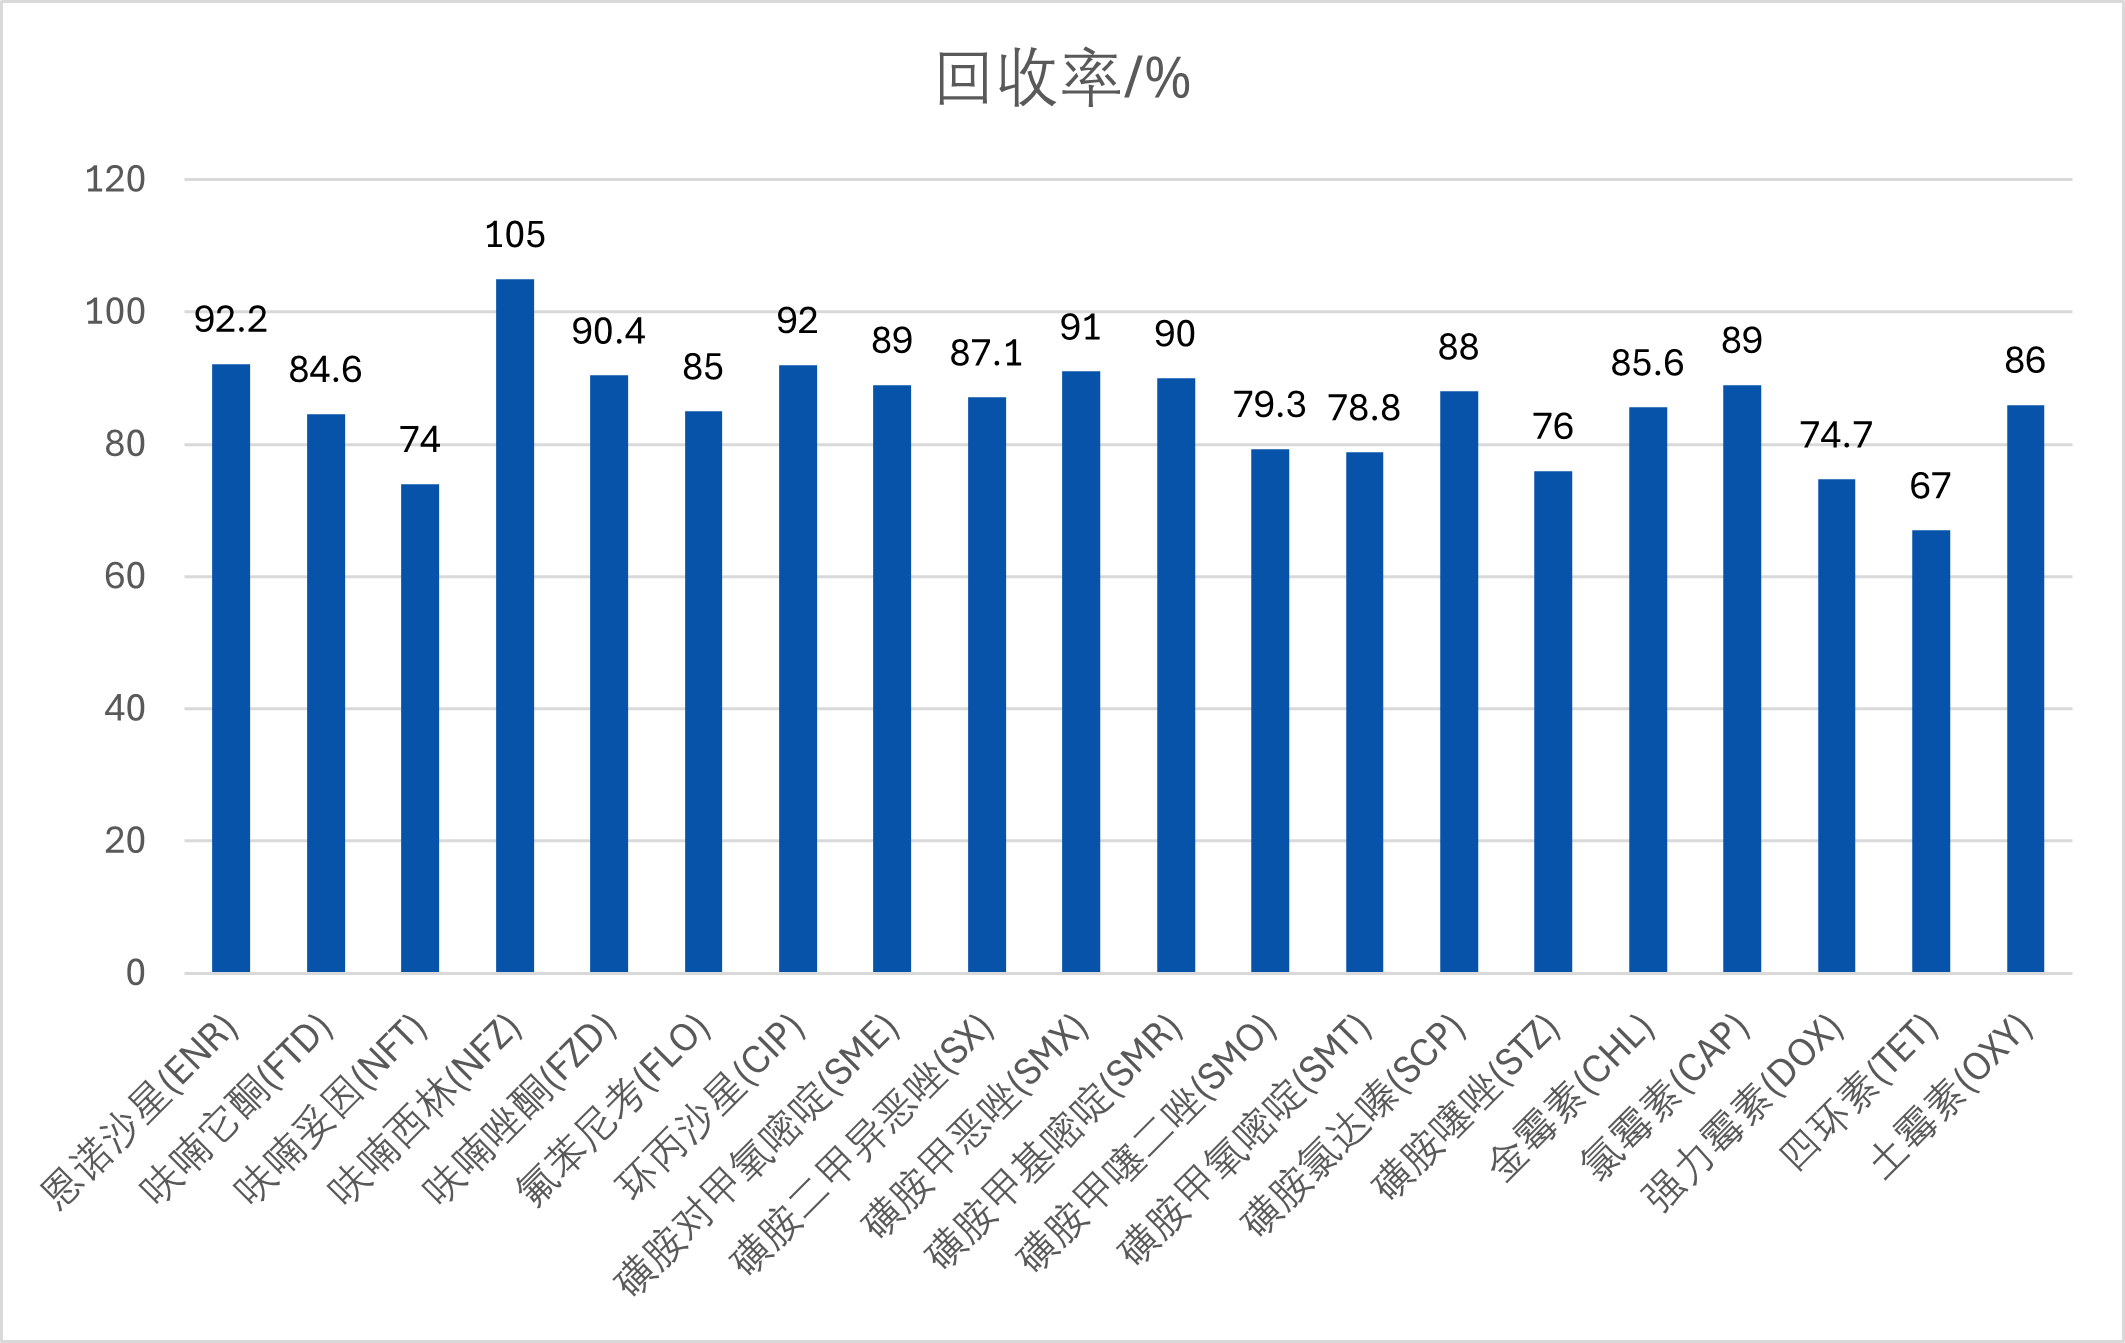 回收率/%
120
100
80
60
40
20
0
92.2
84.6
74
105
90.4
85
92
89
87.1
91
90
79.3
78.8
88
76
85.6
89
74.7
67
86
恩诺沙星(ENR)
呋喃它酮(FTD)
呋喃妥因(NFT)
呋喃西林(NFZ)
呋喃唑酮(FZD)
氟苯尼考(FLO)
环丙沙星(CIP)
磺胺对甲氧嘧啶(SME)
磺胺二甲异恶唑(SX)
磺胺甲恶唑(SMX)
磺胺甲基嘧啶(SMR)
磺胺甲噻二唑(SMO)
磺胺甲氧嘧啶(SMT)
磺胺氯达嗪(SCP)
磺胺噻唑(STZ)
金霉素(CHL)
氯霉素(CAP)
强力霉素(DOX)
四环素(TET)
土霉素(OXY)